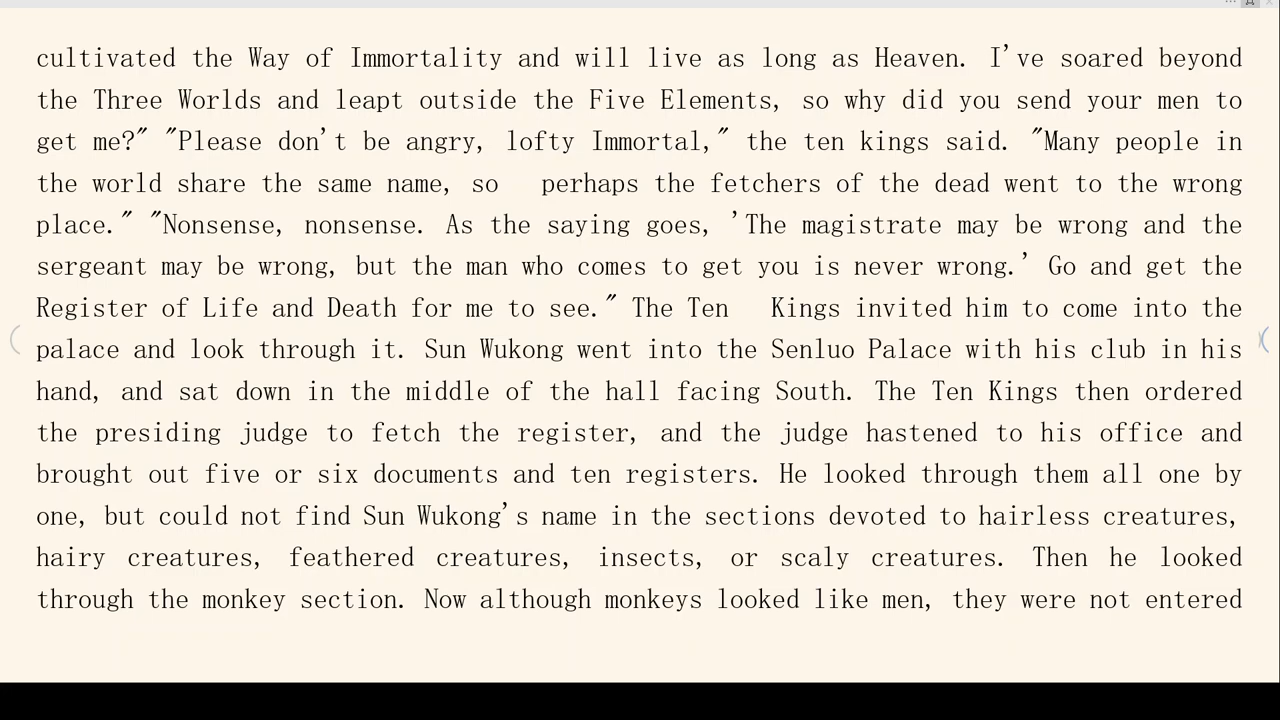 cultivated the Way of Immortality and will live as long as Heaven. I've soared beyond
the Three Worlds and leapt outside the Five Elements, so why did you send your men to
get me?" "Please don't be angry, lofty Immortal," the ten kings said. "Many people in
the world share the same name, so perhaps the fetchers of the dead went to the wrong
place." "Nonsense, nonsense. As the saying goes, 'The magistrate may be wrong and the
sergeant may be wrong, but the man who comes to get you is never wrong.' Go and get the
Register of Life and Death for me to see." The Ten Kings invited him to come into the
palace and look through it. Sun Wukong went into the Senluo Palace with his club in his
hand, and sat down in the middle of the hall facing South. The Ten Kings then ordered
the presiding judge to fetch the register, and the judge hastened to his office and
brought out five or six documents and ten registers. He looked through them all one by
one, but could not find Sun Wukong's name in the sections devoted to hairless creatures,
hairy creatures, feathered creatures, insects, or scaly creatures. Then he looked
through the monkey section. Now although monkeys looked like men, they were not entered